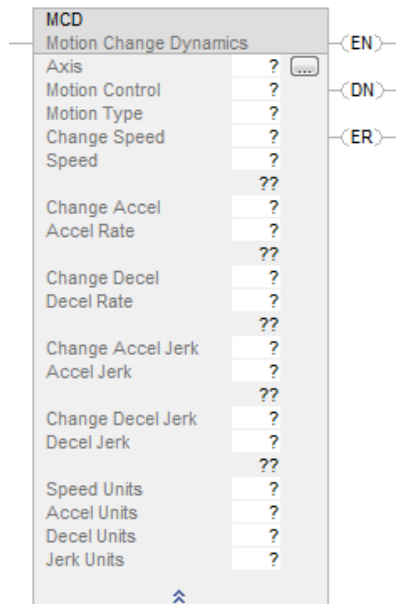 MCD
Motion Change Dynamics (EN)
Axis ? ...
Motion Control ? (DN)
Motion Type ?
Change Speed ? (ER)
Speed ?
??
Change Accel ?
Accel Rate ?
??
Change Decel ?
Decel Rate ?
??
Change Accel Jerk ?
Accel Jerk ?
??
Change Decel Jerk ?
Decel Jerk ?
??
Speed Units ?
Accel Units ?
Decel Units ?
Jerk Units ?